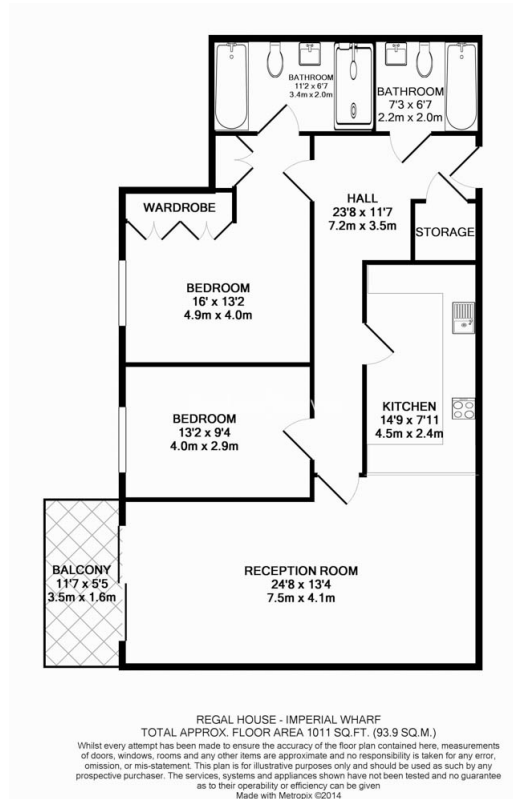 BATHROOM
11'2 x 6'7
3.4m x 2.0m
BATHROOM
7'3 x 6'7
2.2m x 2.0m
WARDROBE
HALL
23'8 x 11'7
7.2m x 3.5m
STORAGE
BEDROOM
16' x 13'2
4.9m x 4.0m
BEDROOM
13'2 x 9'4
4.0m x 2.9m
KITCHEN
14'9 x 7'11
4.5m x 2.4m
BALCONY
11'7 x 5'5
3.5m x 1.6m
RECEPTION ROOM
24'8 x 13'4
7.5m x 4.1m
REGAL HOUSE - IMPERIAL WHARF
TOTAL APPROX. FLOOR AREA 1011 SQ.FT. (93.9 SQ.M.)
Whilst every attempt has been made to ensure the accuracy of the floor plan contained here, measurements
of doors, windows, rooms and any other items are approximate and no responsibility is taken for any error,
omission, or mis-statement. This plan is for illustrative purposes only and should be used as such by any
prospective purchaser. The services, systems and appliances shown have not been tested and no guarantee
as to their operability or efficiency can be given
Made with Metropix ©2014